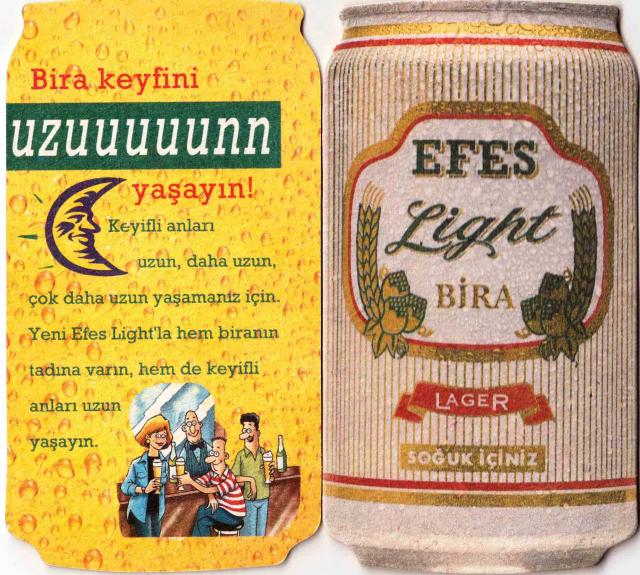 Bira keyfini
uzuuuuuunn
yaşayın!
Keyifli anları
uzun, daha uzun,
çok daha uzun yaşamanız için.
Yeni Efes Light'la hem biranın
tadına varın, hem de keyifli
anları uzun
yaşayın.
EFES
Light
BİRA
LAGER
SOĞUK İÇİNİZ